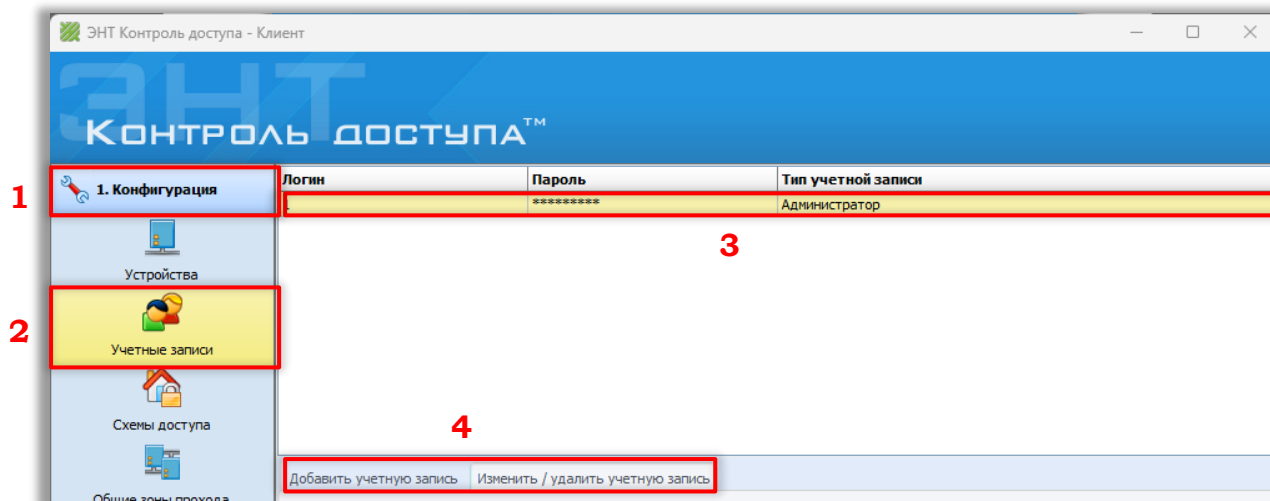 ЭНТ Контроль доступа - Клиент
ЭНТ
Контроль доступа™
1
1. Конфигурация
Логин Пароль Тип учетной записи
1 ********* Администратор
3
Устройства
2
Учетные записи
Схемы доступа
4
Добавить учетную запись Изменить / удалить учетную запись
Общие зоны прохода